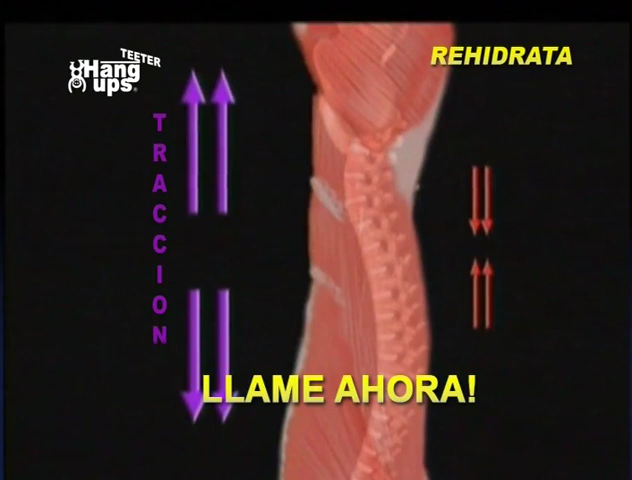 TEETER
Hang
ups
REHIDRATA
TRACCION
LLAME AHORA!